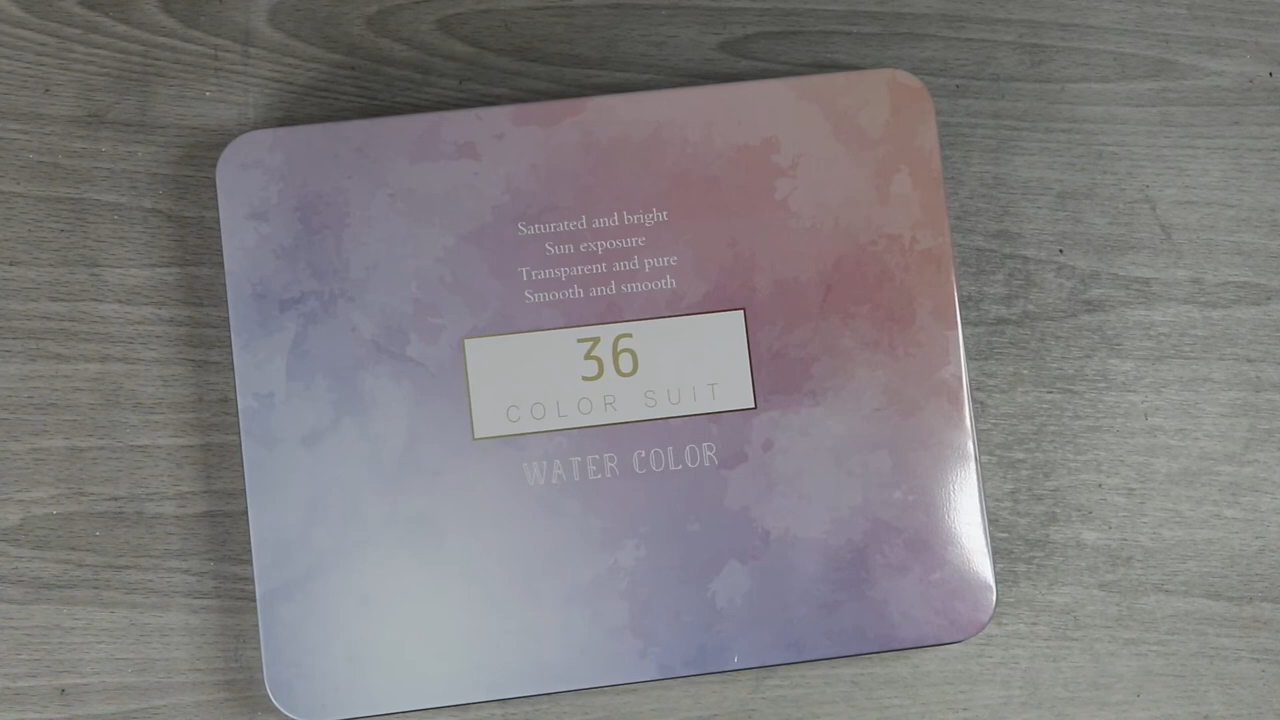 Saturated and bright
Sun exposure
Transparent and pure
Smooth and smooth
36
COLOR SUIT
WATER COLOR